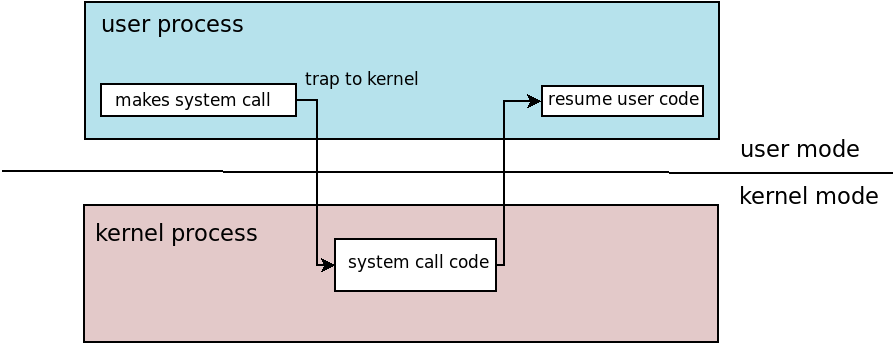 user process
trap to kernel
makes system call
resume user code
user mode
kernel mode
kernel process
system call code